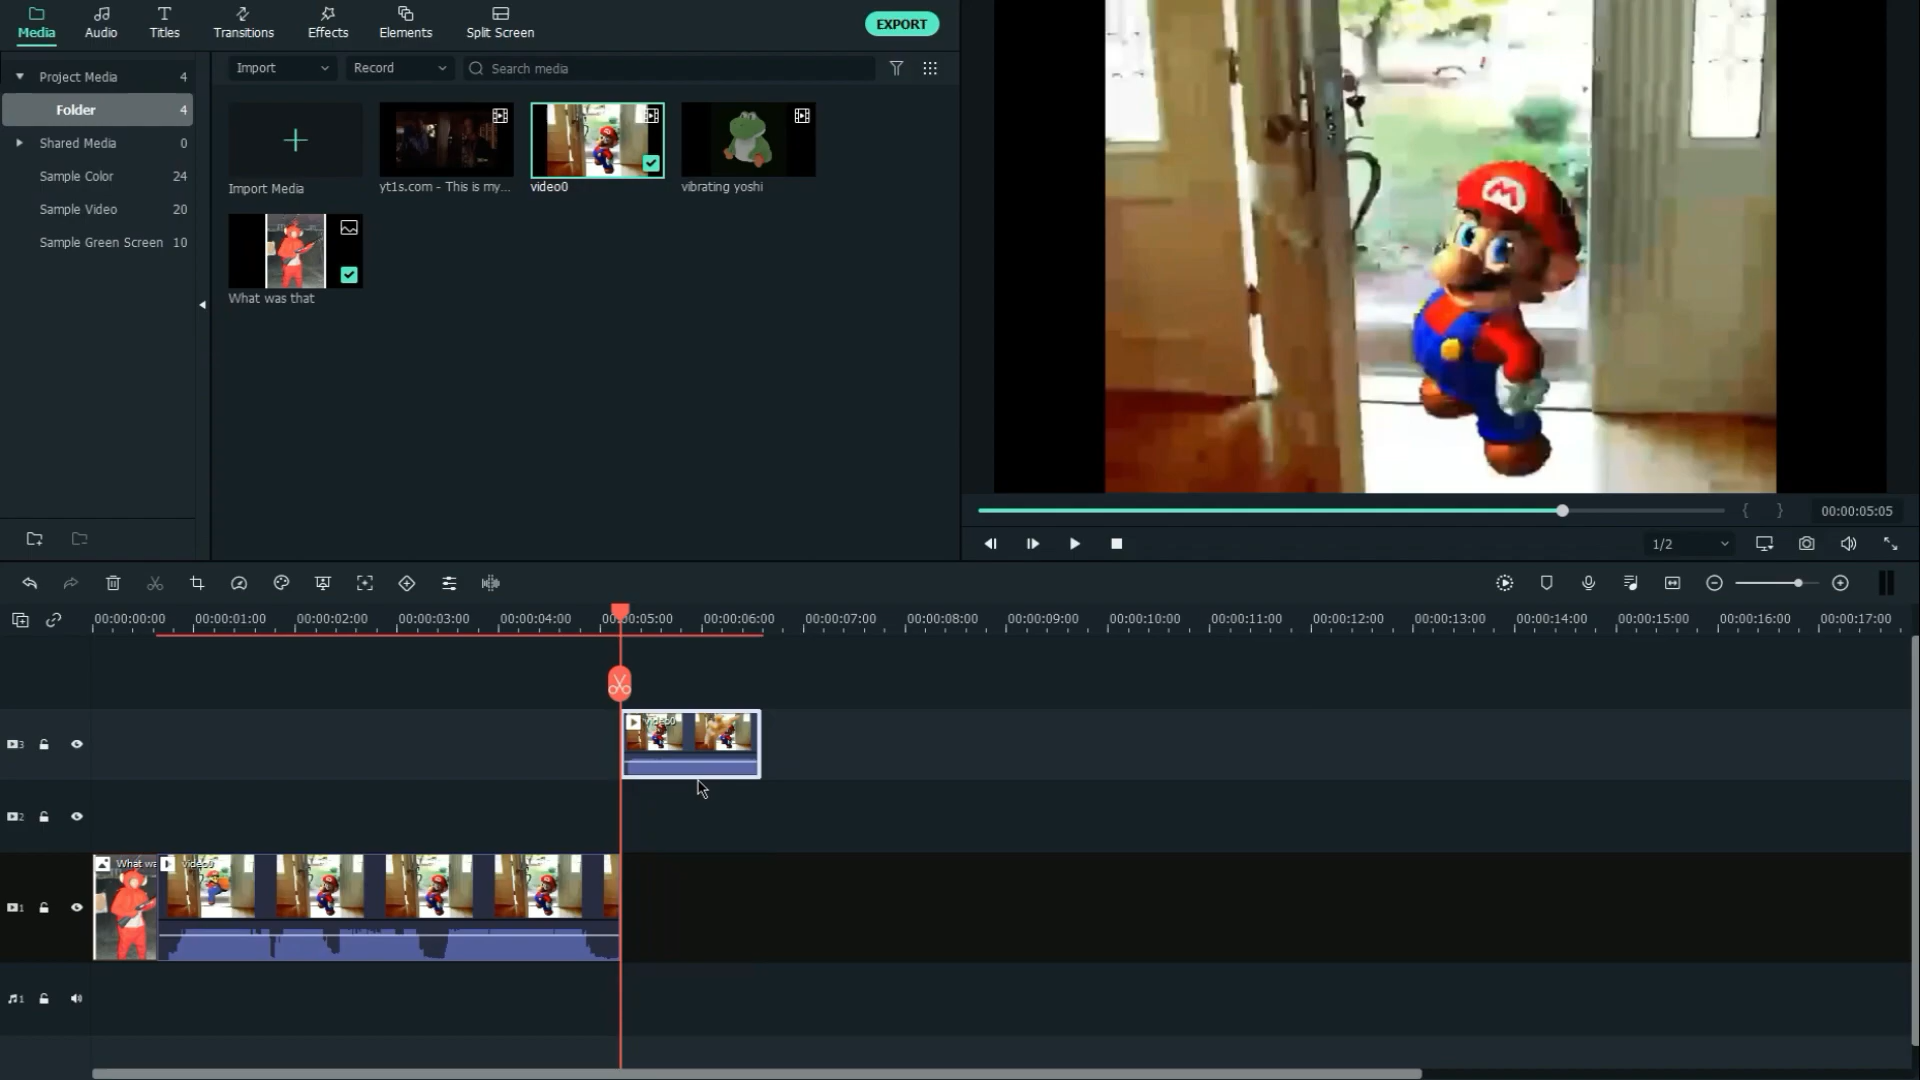 Media
Audio
Titles
Transitions
Effects
Elements
Split Screen
EXPORT
Project Media 4
Folder 4
Shared Media 0
Sample Color 24
Sample Video 20
Sample Green Screen 10
Import
Record
Search media
Import Media
yt1s.com - This is my...
video0
vibrating yoshi
What was that
M
{ } 00:00:05:05
1/2
00:00:00:00 00:00:01:00 00:00:02:00 00:00:03:00 00:00:04:00 00:00:05:00 00:00:06:00 00:00:07:00 00:00:08:00 00:00:09:00 00:00:10:00 00:00:11:00 00:00:12:00 00:00:13:00 00:00:14:00 00:00:15:00 00:00:16:00 00:00:17:00
3
video0
2
What wa
video0
1
1